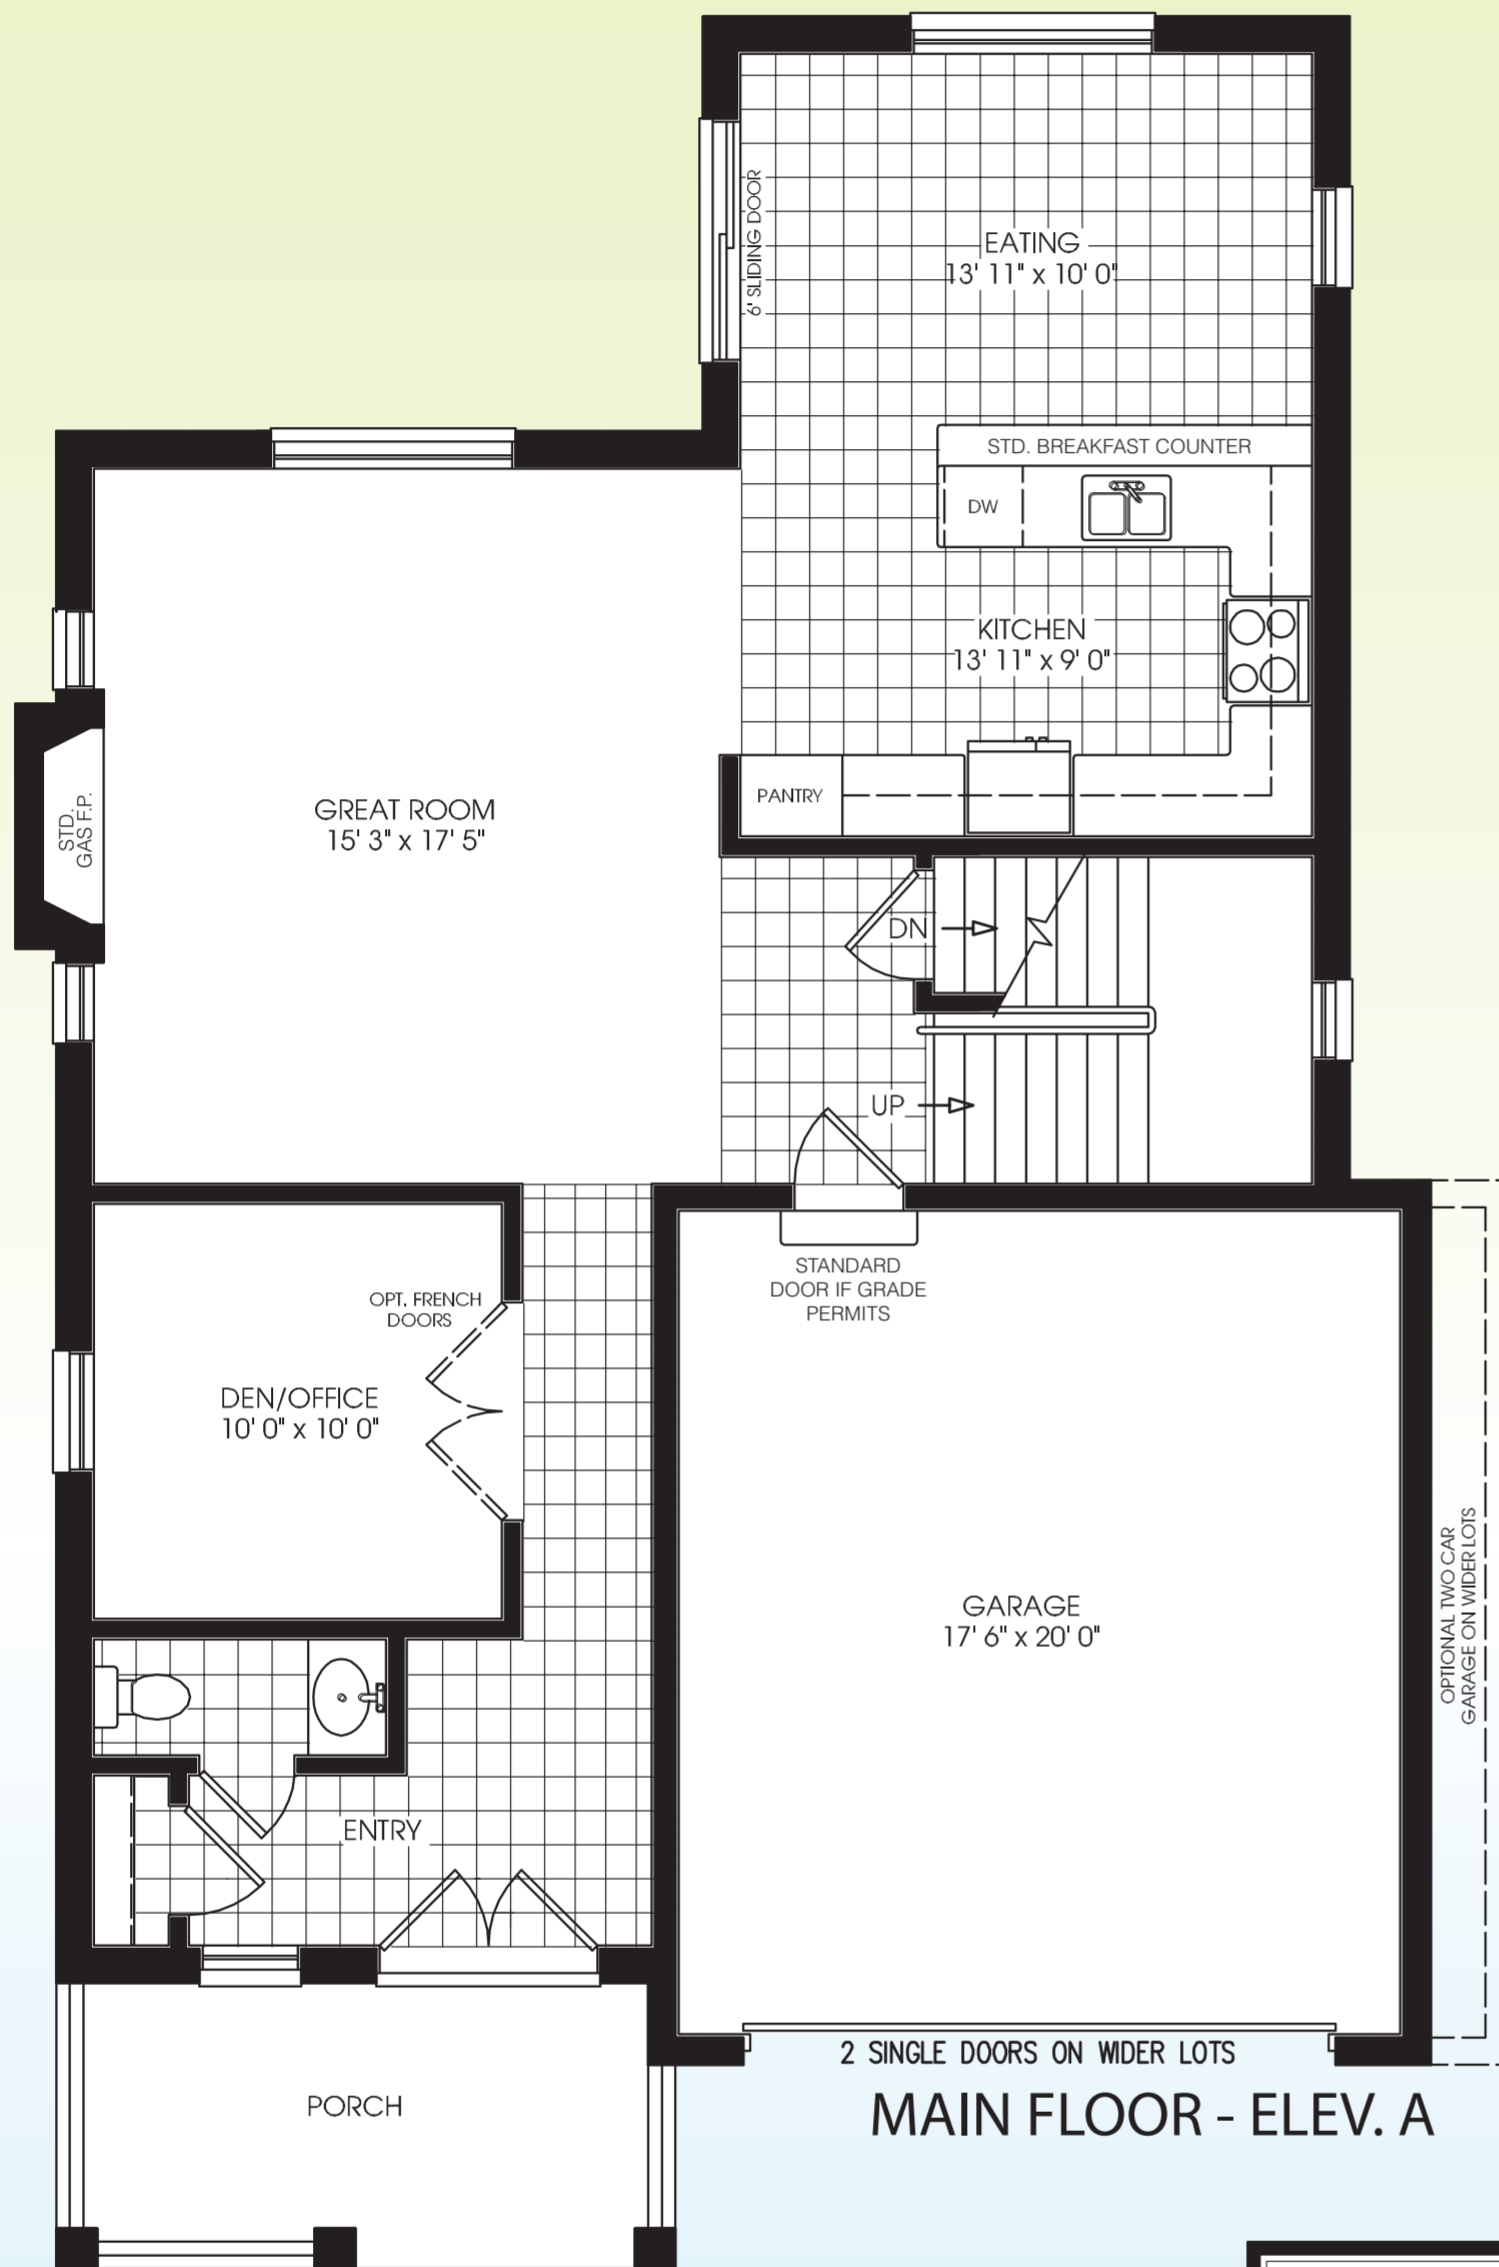 6' SLIDING DOOR
EATING
13' 11" x 10' 0"
STD. BREAKFAST COUNTER
DW
KITCHEN
13' 11" x 9' 0"
PANTRY
STD.
GAS F.P.
GREAT ROOM
15' 3" x 17' 5"
DN
UP
STANDARD
DOOR IF GRADE
PERMITS
OPT. FRENCH
DOORS
DEN/OFFICE
10' 0" x 10' 0"
GARAGE
17' 6" x 20' 0"
OPTIONAL TWO CAR
GARAGE ON WIDER LOTS
ENTRY
2 SINGLE DOORS ON WIDER LOTS
PORCH
MAIN FLOOR - ELEV. A